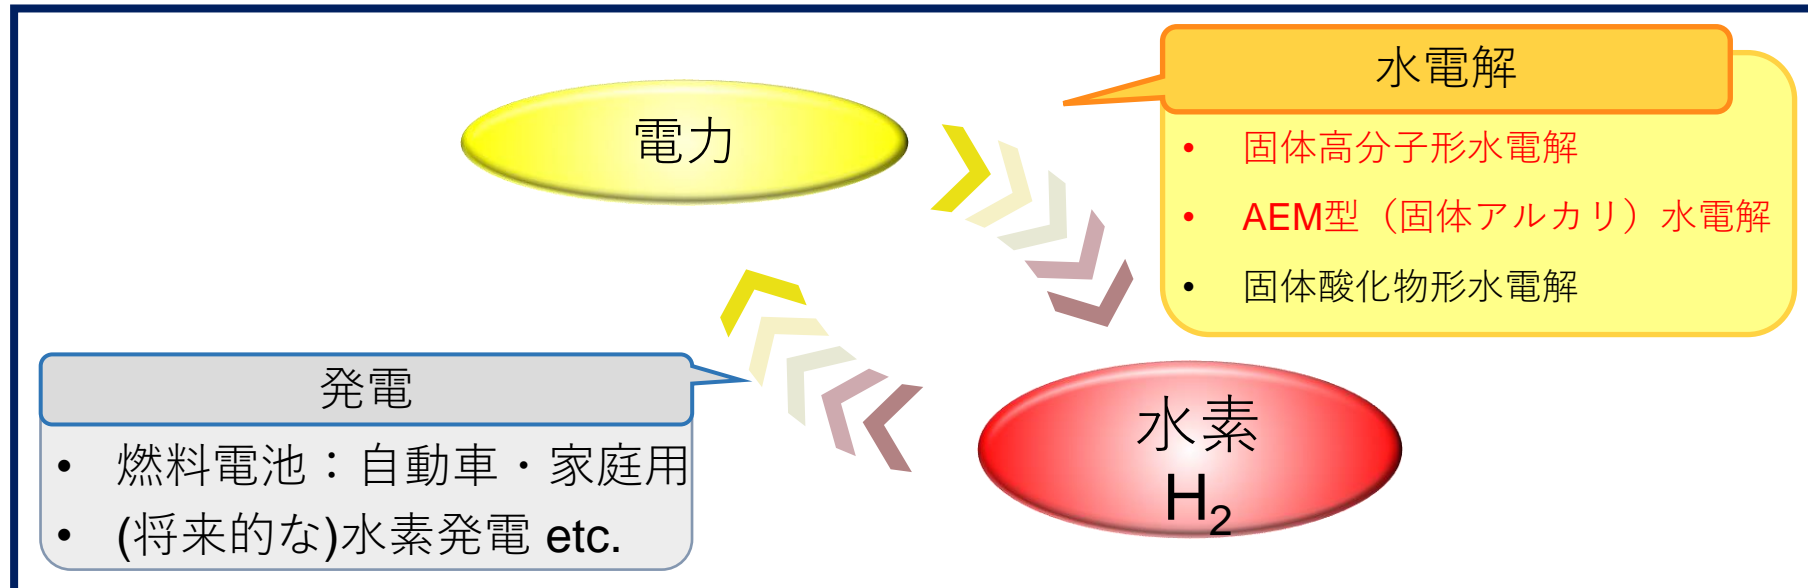 水電解
電力
• 固体高分子形水電解
• AEM型（固体アルカリ）水電解
• 固体酸化物形水電解
発電
• 燃料電池：自動車・家庭用
• (将来的な)水素発電 etc.
水素
H₂